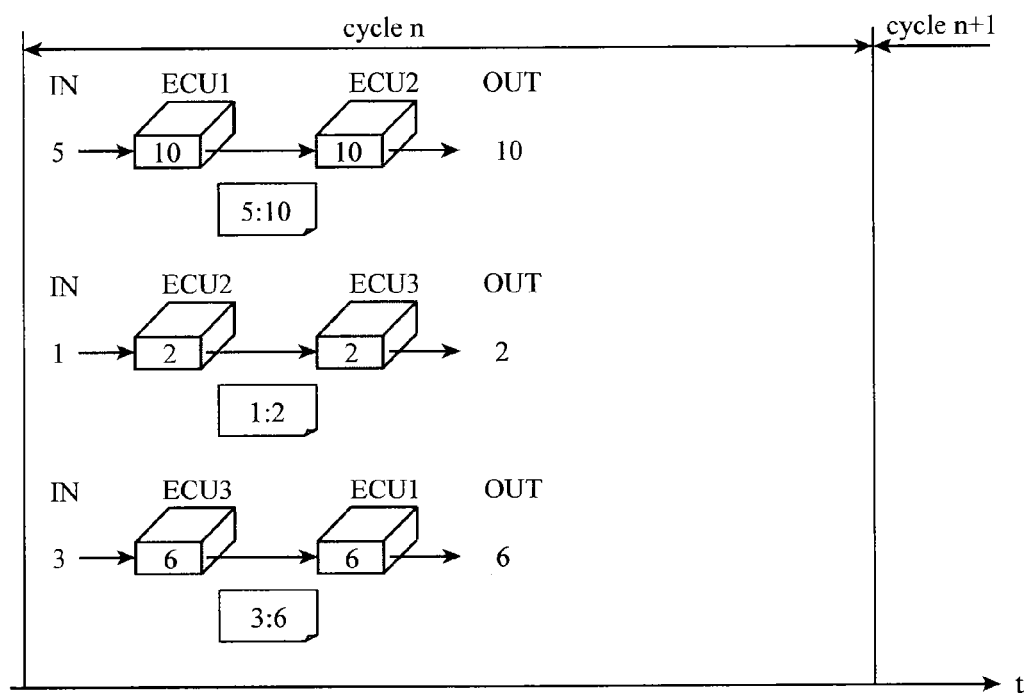 cycle n
cycle n+1
IN ECU1 ECU2 OUT
5 10 10 10
5:10
IN ECU2 ECU3 OUT
1 2 2 2
1:2
IN ECU3 ECU1 OUT
3 6 6 6
3:6
t